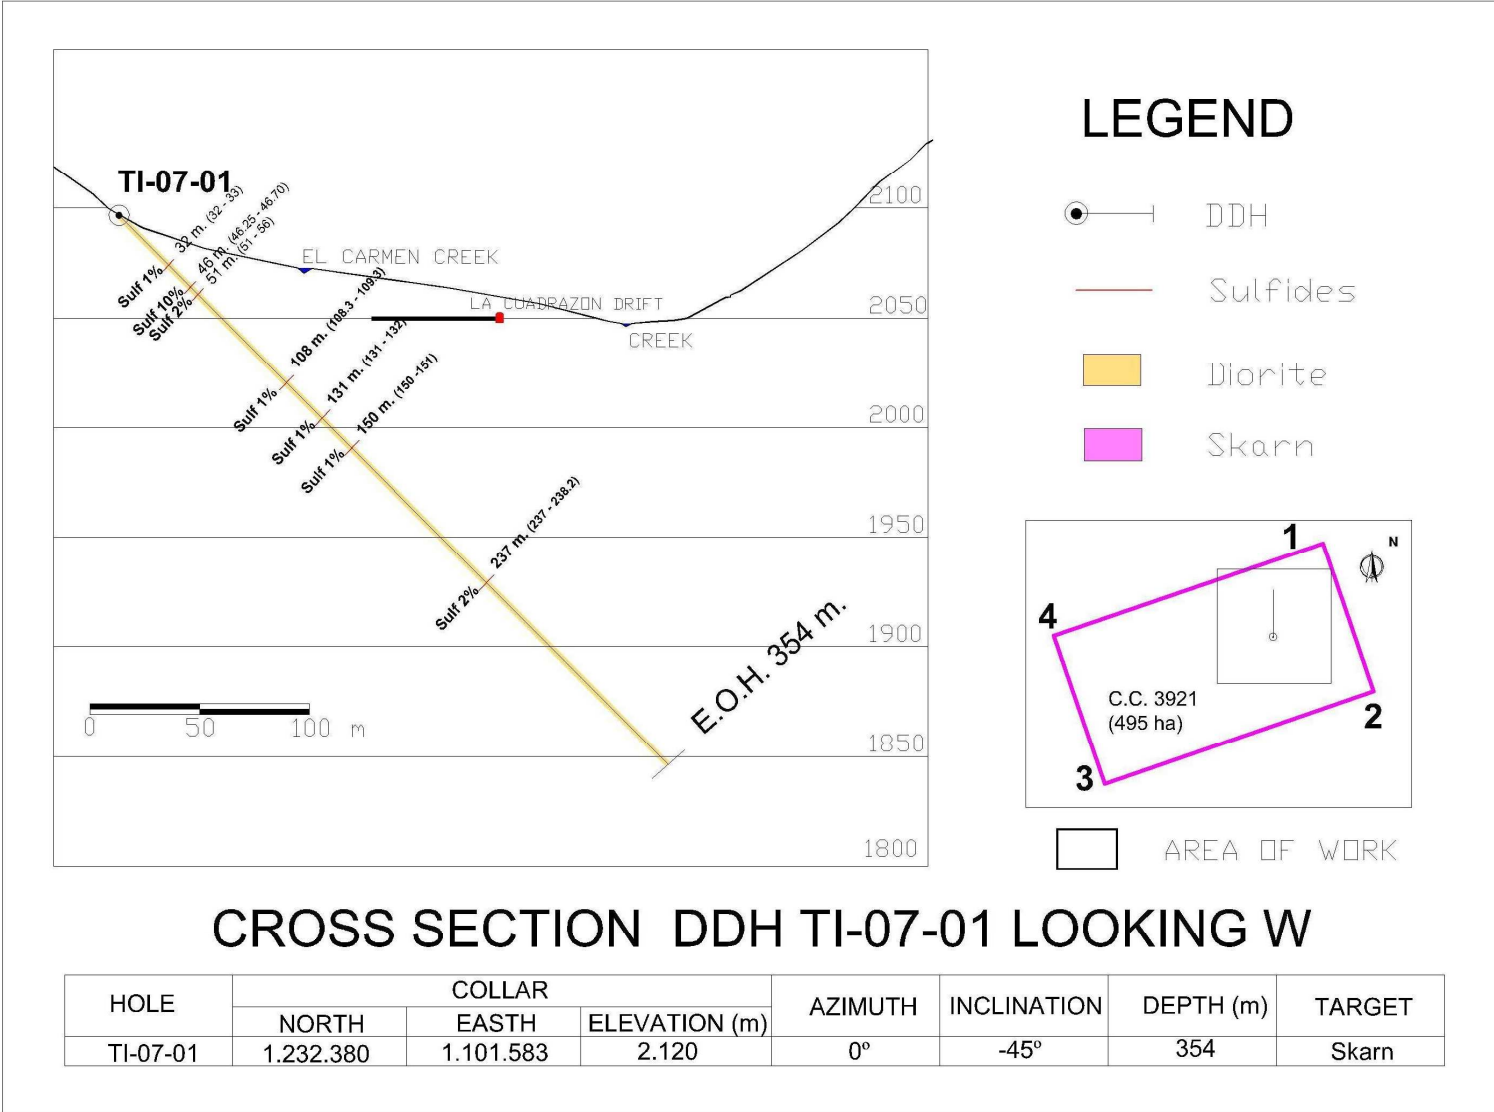 LEGEND
TI-07-01
32 m. (32 - 33)
46 m. (46.25 - 46.70)
51 m. (51 - 56)
2100
DDH
EL CARMEN CREEK
Sulf 1%
Sulf 10%
Sulf 2%
108 m. (108.3 - 109.3)
LA CUADRAZON DRIFT
2050
Sulfides
CREEK
131 m. (131 - 132)
150 m. (150 -151)
Diorite
Sulf 1%
Sulf 1%
Sulf 1%
2000
Skarn
237 m. (237 - 238.2)
1950
Sulf 2%
1
N
4
1900
E.O.H. 354 m.
C.C. 3921
(495 ha)
2
3
0 50 100 m
1850
1800
AREA OF WORK
CROSS SECTION DDH TI-07-01 LOOKING W
HOLE COLLAR AZIMUTH INCLINATION DEPTH (m) TARGET
NORTH EASTH ELEVATION (m)
TI-07-01 1.232.380 1.101.583 2.120 0º -45º 354 Skarn